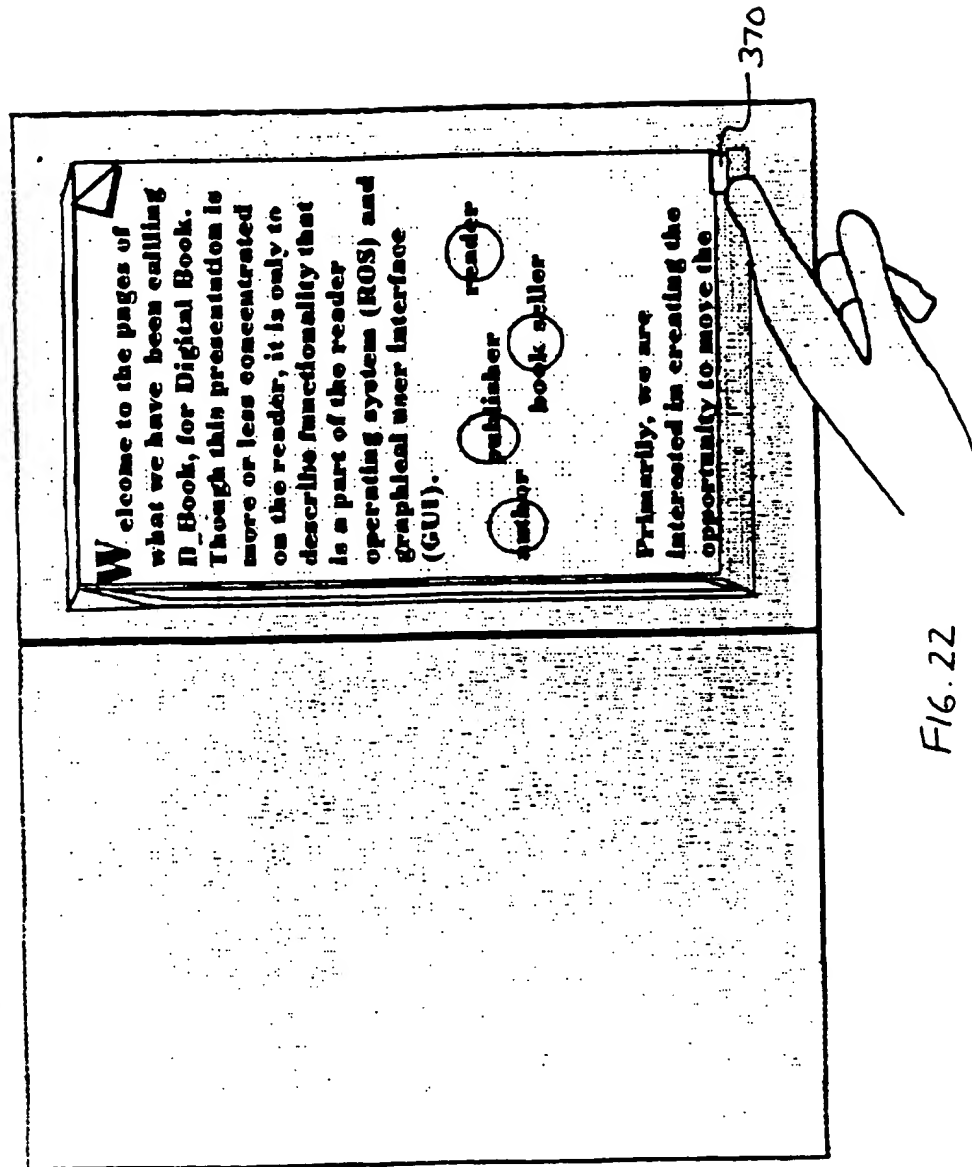 Welcome to the pages of
what we have been callling
D_Book, for Digital Book.
Though this presentation is
more or less concentrated
on the reader, it is only to
describe functionality that
is a part of the reader
operating system (ROS) and
graphical user interface
(GUI).
author
publisher
book seller
reader
Primarily, we are
interested in creating the
opportunity to move the
370
FIG. 22